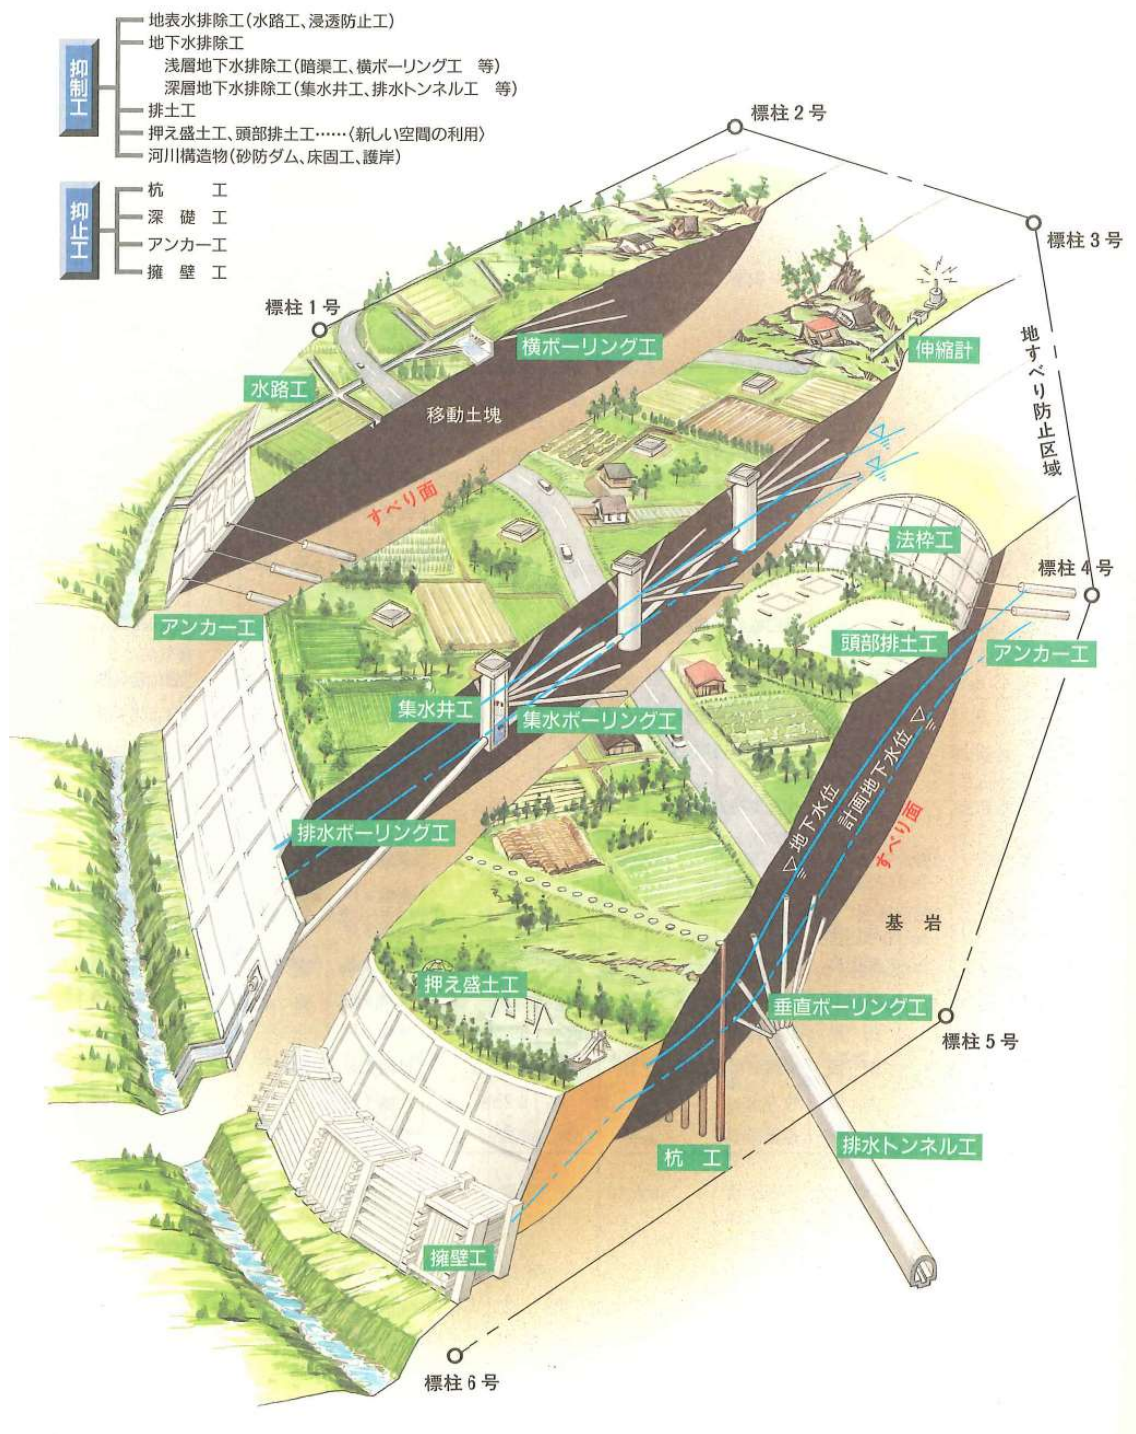 抑制工
地表水排除工(水路工、浸透防止工)
地下水排除工
浅層地下水排除工(暗渠工、横ボーリング工 等)
深層地下水排除工(集水井工、排水トンネル工 等)
排土工
押え盛土工、頭部排土工……〈新しい空間の利用〉
河川構造物(砂防ダム、床固工、護岸)
抑止工
杭 工
深 礎 工
アンカー工
擁 壁 工
標柱2号
標柱3号
標柱1号
横ボーリング工
伸縮計
地すべり防止区域
水路工
移動土塊
すべり面
法枠工
標柱4号
アンカー工
頭部排土工
アンカー工
集水井工
集水ボーリング工
地下水位
計画地下水位
排水ボーリング工
すべり面
基 岩
押え盛土工
垂直ボーリング工
標柱5号
杭 工
排水トンネル工
擁壁工
標柱6号